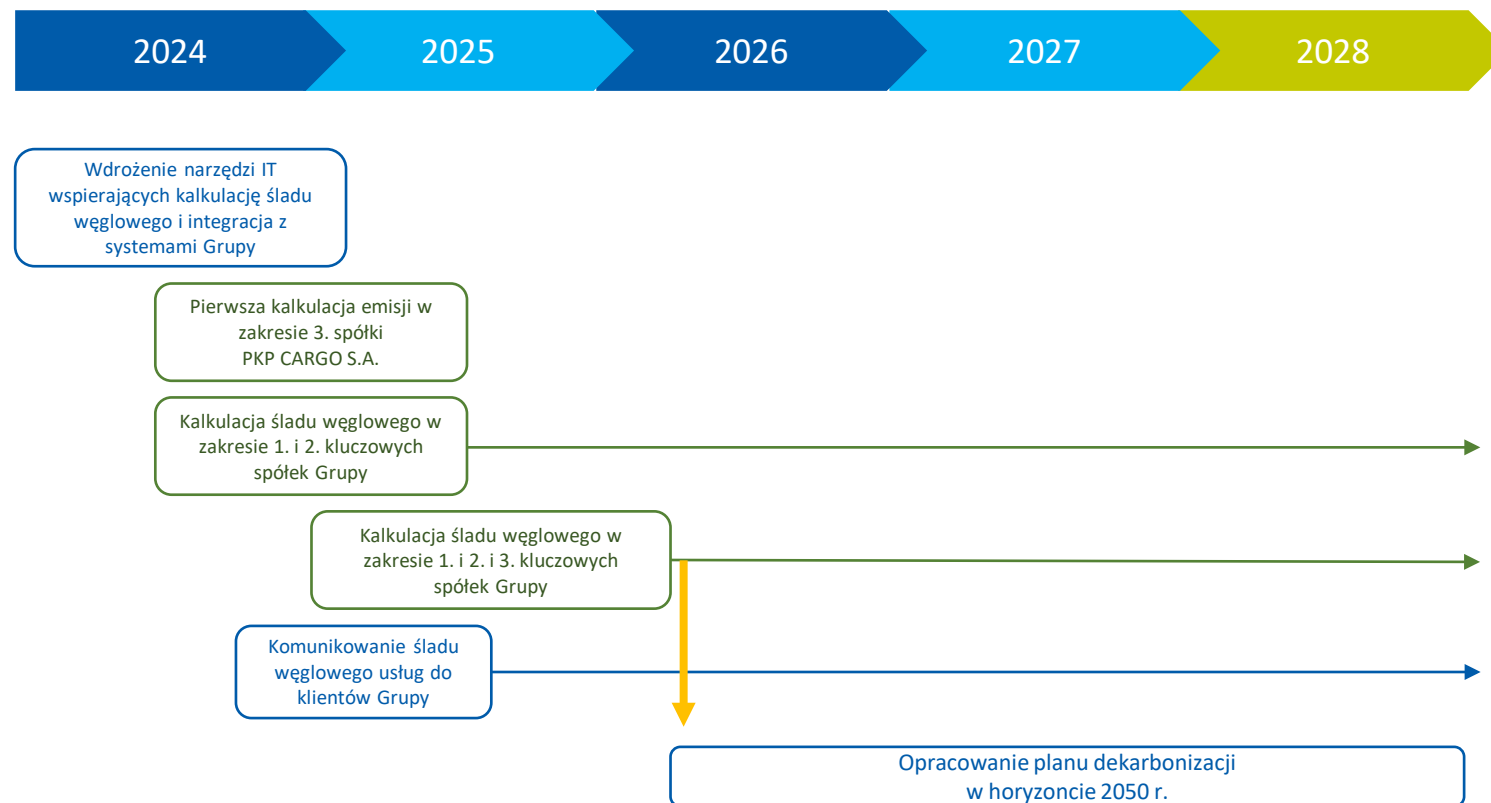 2024
2025
2026
2027
2028
Wdrożenie narzędzi IT
wspierających kalkulację śladu
węglowego i integracja z
systemami Grupy
Pierwsza kalkulacja emisji w
zakresie 3. spółki
PKP CARGO S.A.
Kalkulacja śladu węglowego w
zakresie 1. i 2. kluczowych
spółek Grupy
Kalkulacja śladu węglowego w
zakresie 1. i 2. i 3. kluczowych
spółek Grupy
Komunikowanie śladu
węglowego usług do
klientów Grupy
Opracowanie planu dekarbonizacji
w horyzoncie 2050 r.